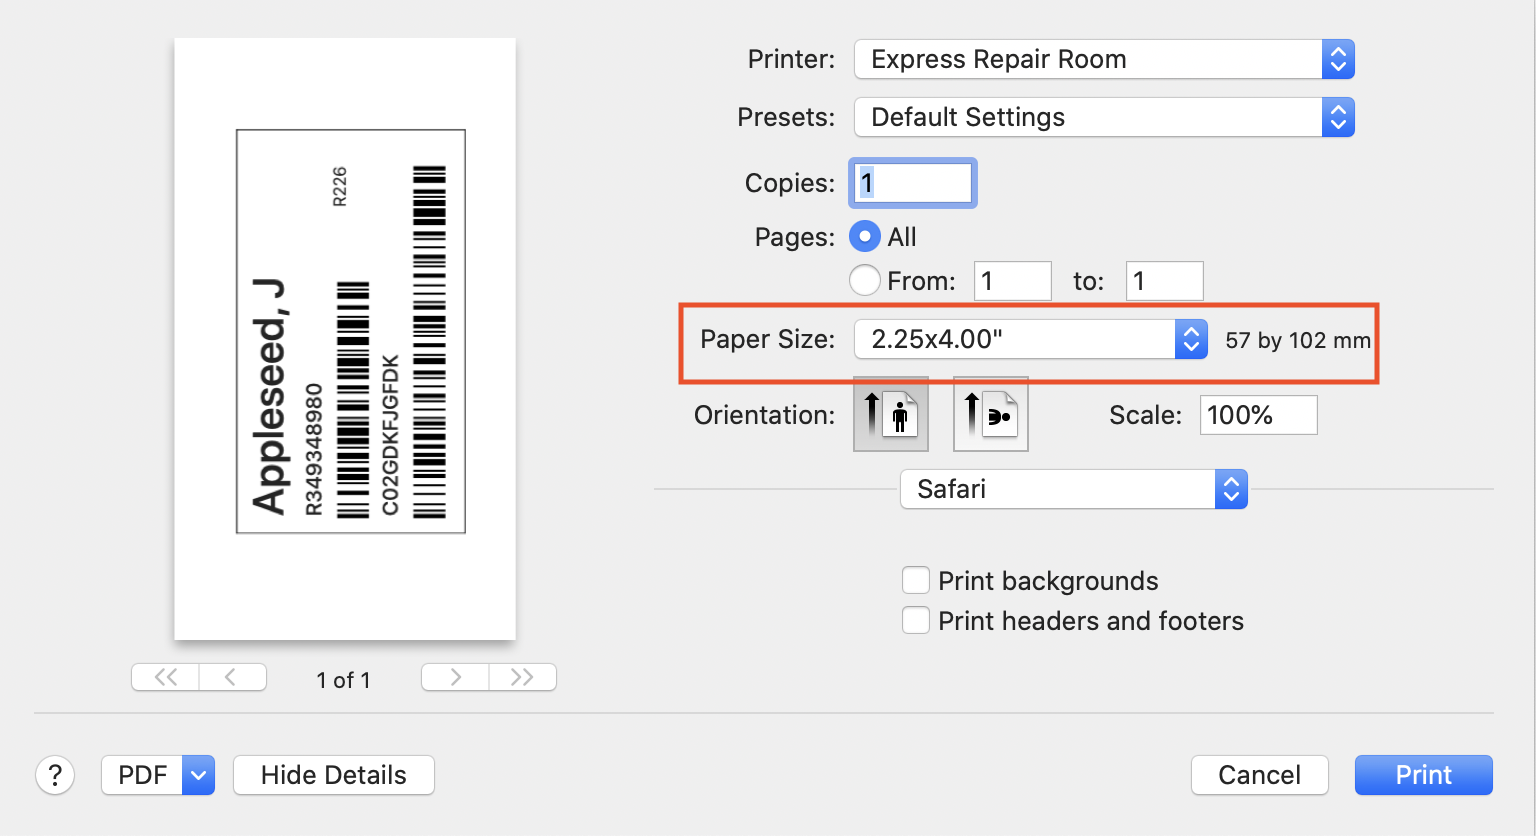 Appleseed, J
R349348980
R226
C02GDKFJGFDK
<<
<
1 of 1
>
>>
Printer: Express Repair Room
Presets: Default Settings
Copies: 1
Pages: All
From: 1 to: 1
Paper Size: 2.25x4.00" 57 by 102 mm
Orientation: Scale: 100%
Safari
Print backgrounds
Print headers and footers
? PDF Hide Details Cancel Print